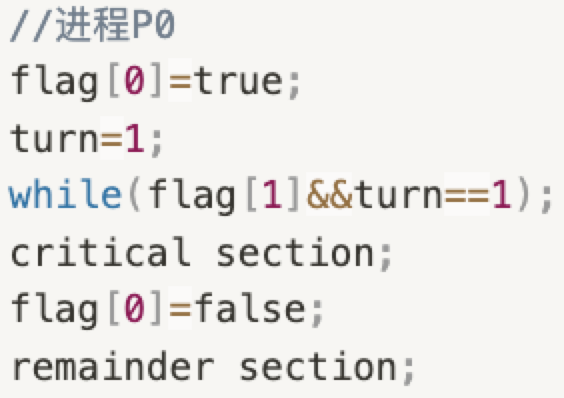 //进程P0
flag[0]=true;
turn=1;
while(flag[1]&&turn==1);
critical section;
flag[0]=false;
remainder section;